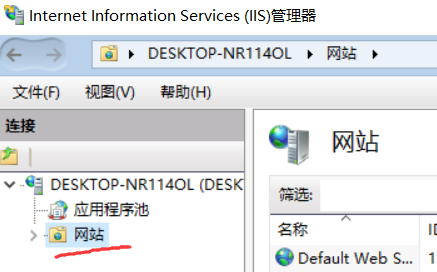 Internet Information Services (IIS)管理器
DESKTOP-NR114OL 网站
文件(F) 视图(V) 帮助(H)
连接
网站
DESKTOP-NR114OL (DESK
应用程序池
筛选:
网站
名称 ID
Default Web S... 1